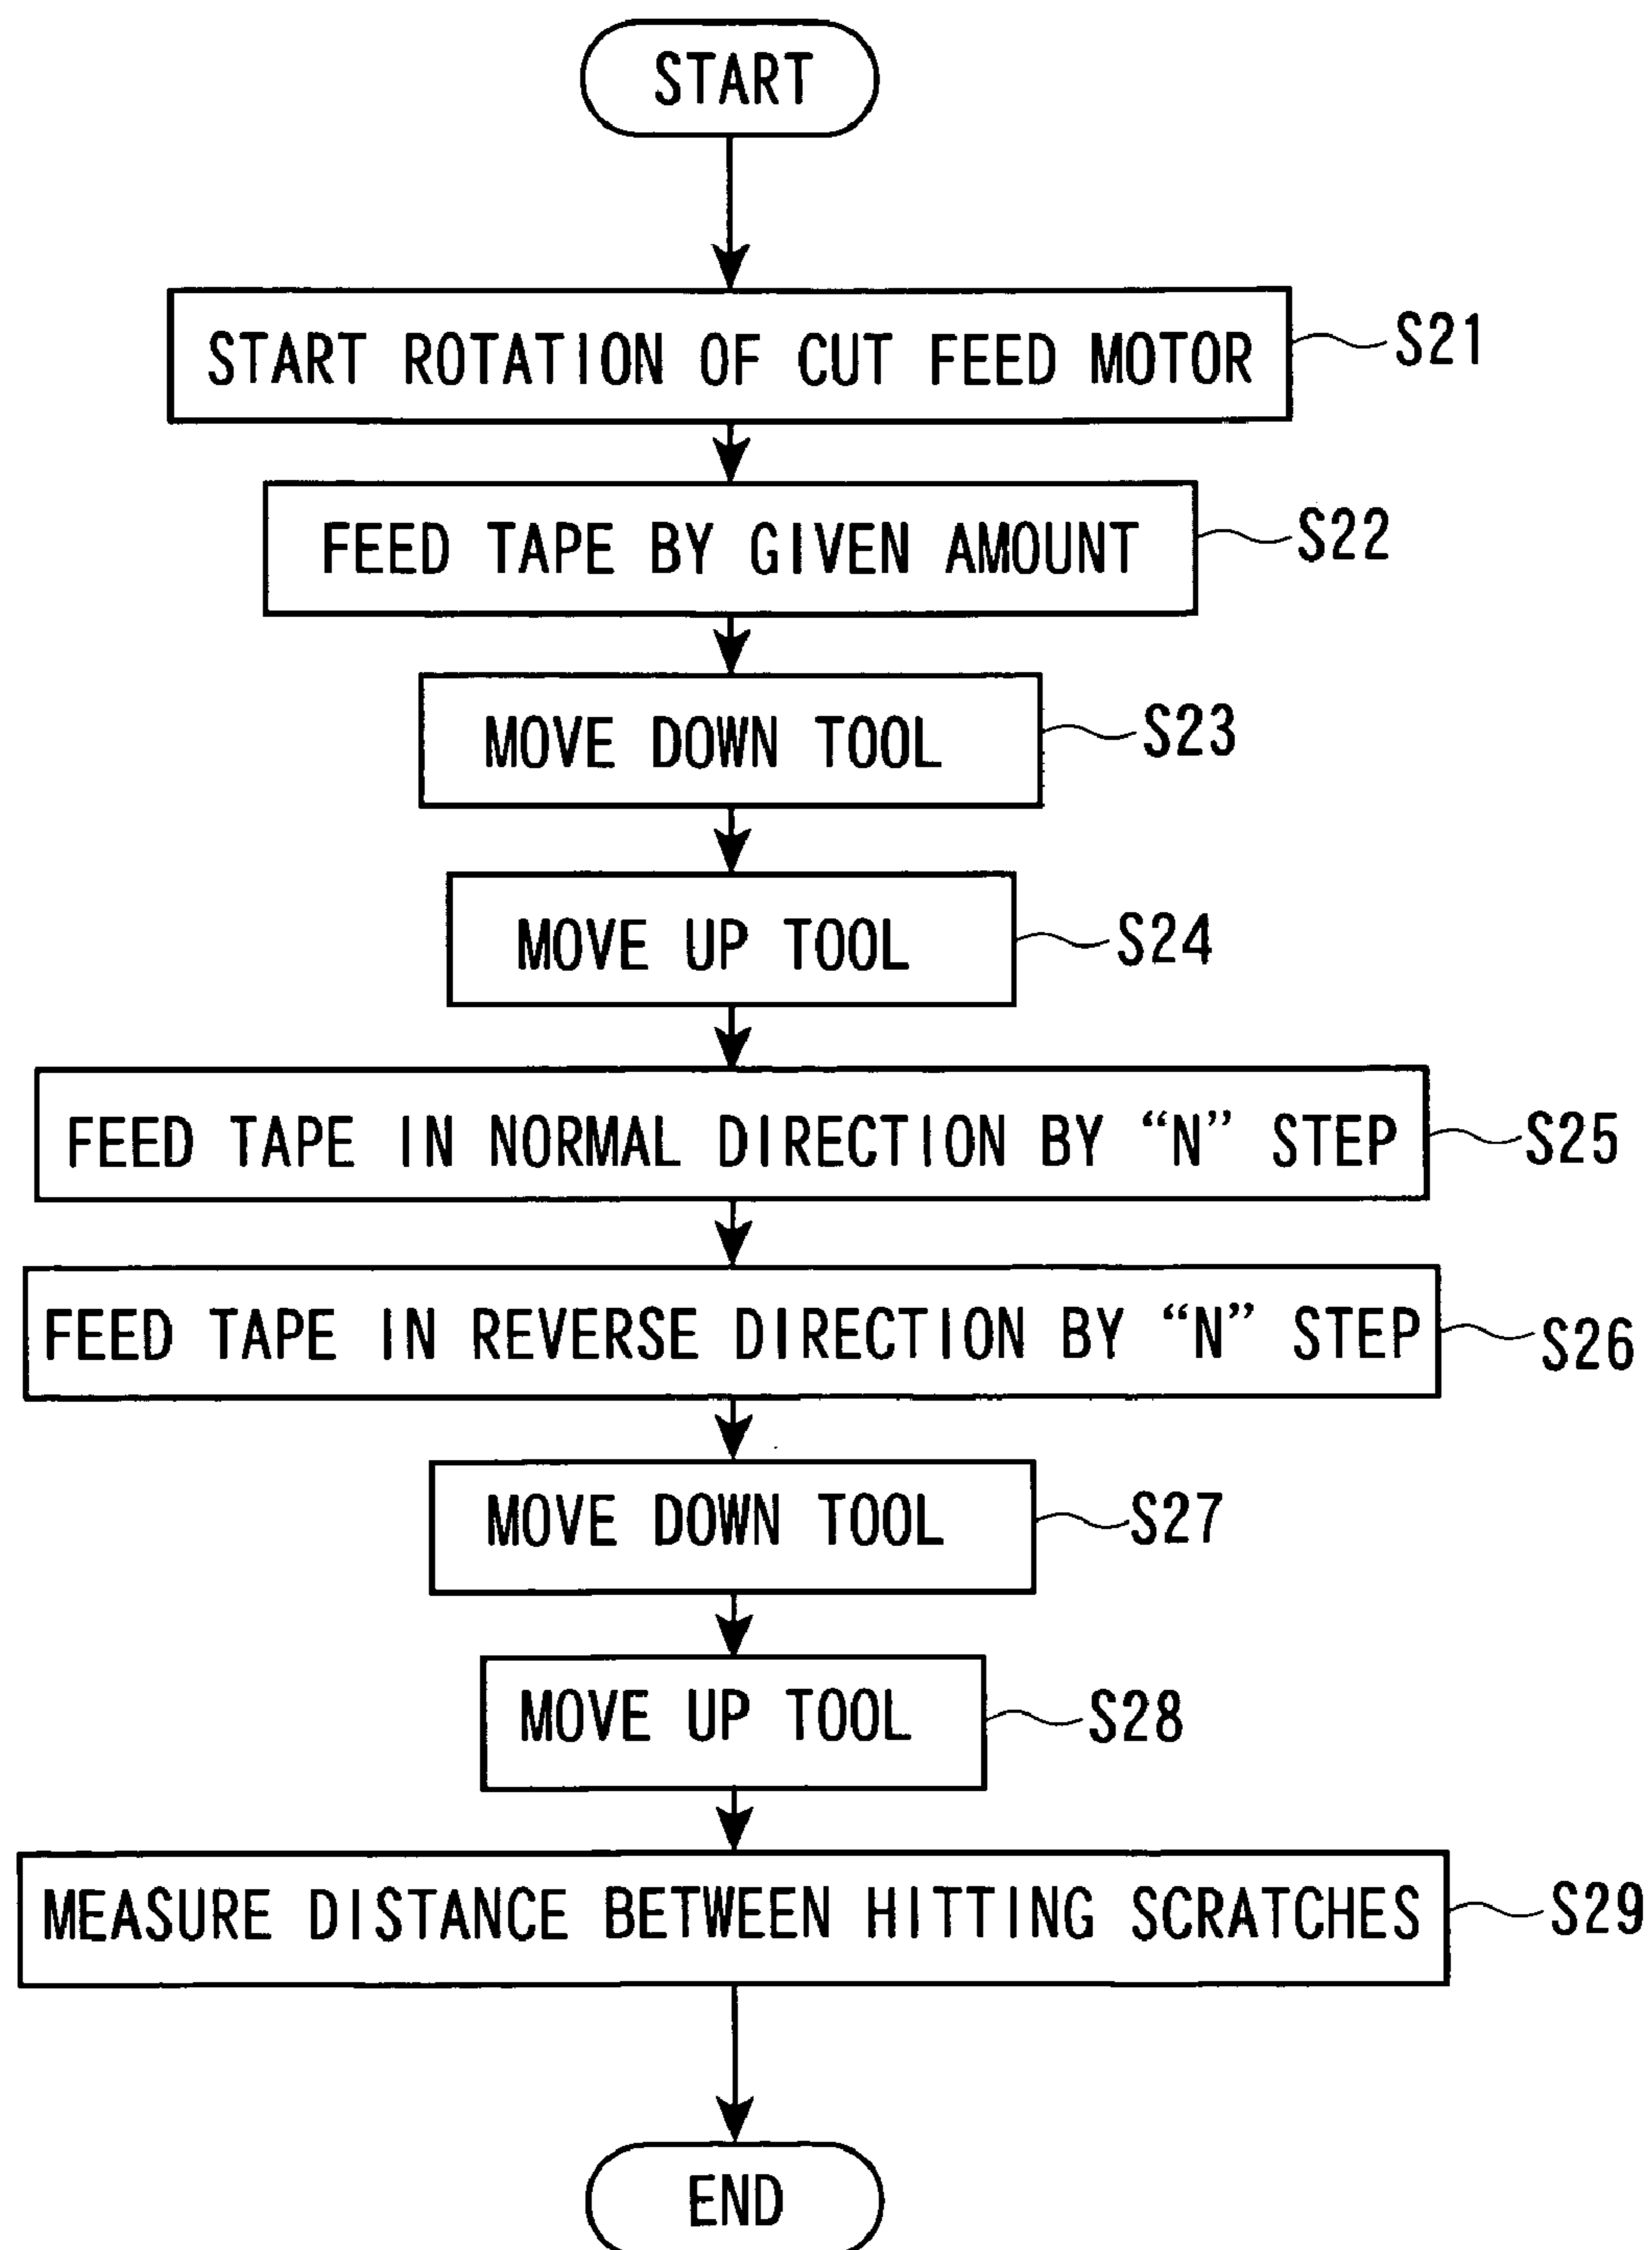 START
START ROTATION OF CUT FEED MOTOR
S21
FEED TAPE BY GIVEN AMOUNT
S22
MOVE DOWN TOOL
S23
MOVE UP TOOL
S24
FEED TAPE IN NORMAL DIRECTION BY “N” STEP
S25
FEED TAPE IN REVERSE DIRECTION BY “N” STEP
S26
MOVE DOWN TOOL
S27
MOVE UP TOOL
S28
MEASURE DISTANCE BETWEEN HITTING SCRATCHES
S29
END